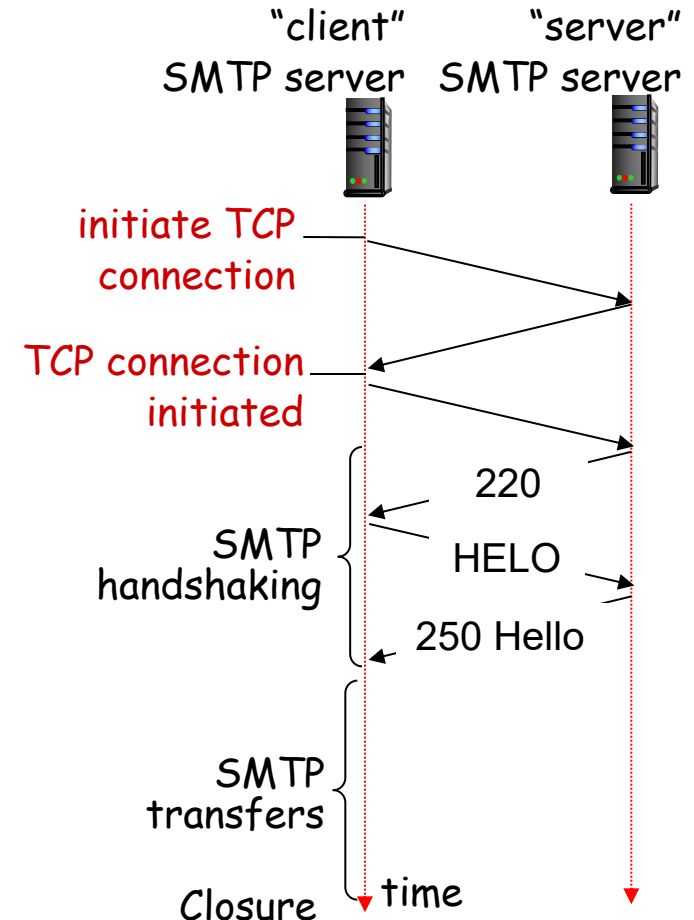 “client” “server”
SMTP server SMTP server
initiate TCP
connection
TCP connection
initiated
220
SMTP
handshaking
HELO
250 Hello
SMTP
transfers
time
Closure